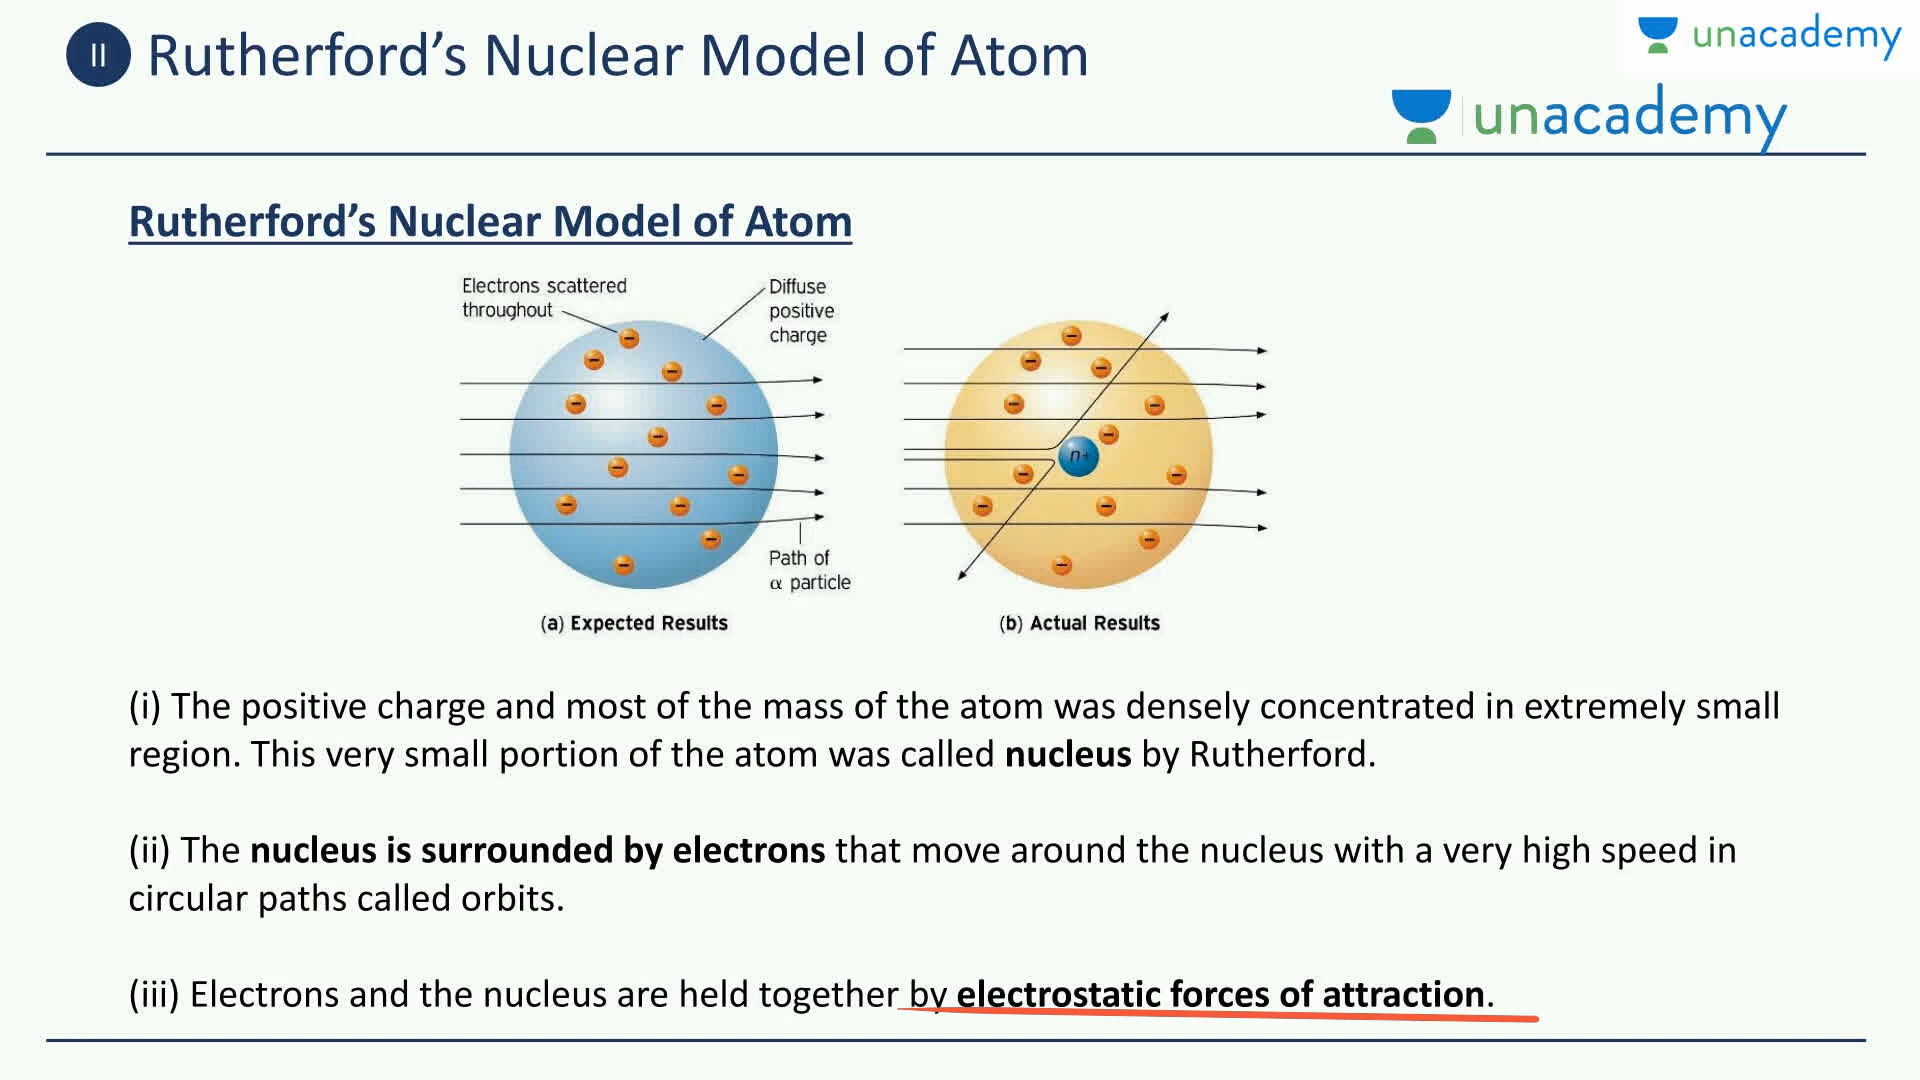 II Rutherford’s Nuclear Model of Atom
unacademy
unacademy
Rutherford’s Nuclear Model of Atom
Electrons scattered
throughout
Diffuse
positive
charge
n+
Path of
α particle
(a) Expected Results
(b) Actual Results
(i) The positive charge and most of the mass of the atom was densely concentrated in extremely small
region. This very small portion of the atom was called nucleus by Rutherford.
(ii) The nucleus is surrounded by electrons that move around the nucleus with a very high speed in
circular paths called orbits.
(iii) Electrons and the nucleus are held together by electrostatic forces of attraction.